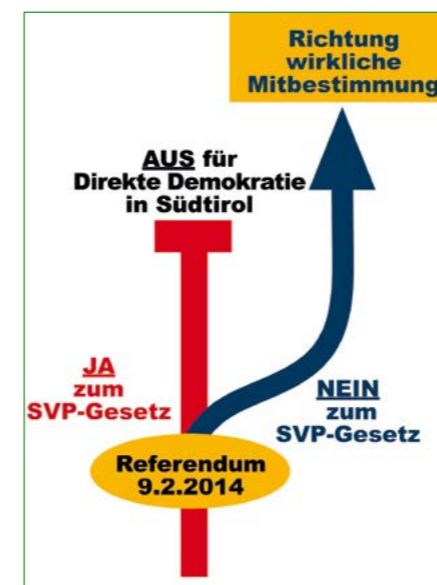 Richtung
wirkliche
Mitbestimmung
AUS für
Direkte Demokratie
in Südtirol
JA
zum
SVP-Gesetz
NEIN
zum
SVP-Gesetz
Referendum
9.2.2014